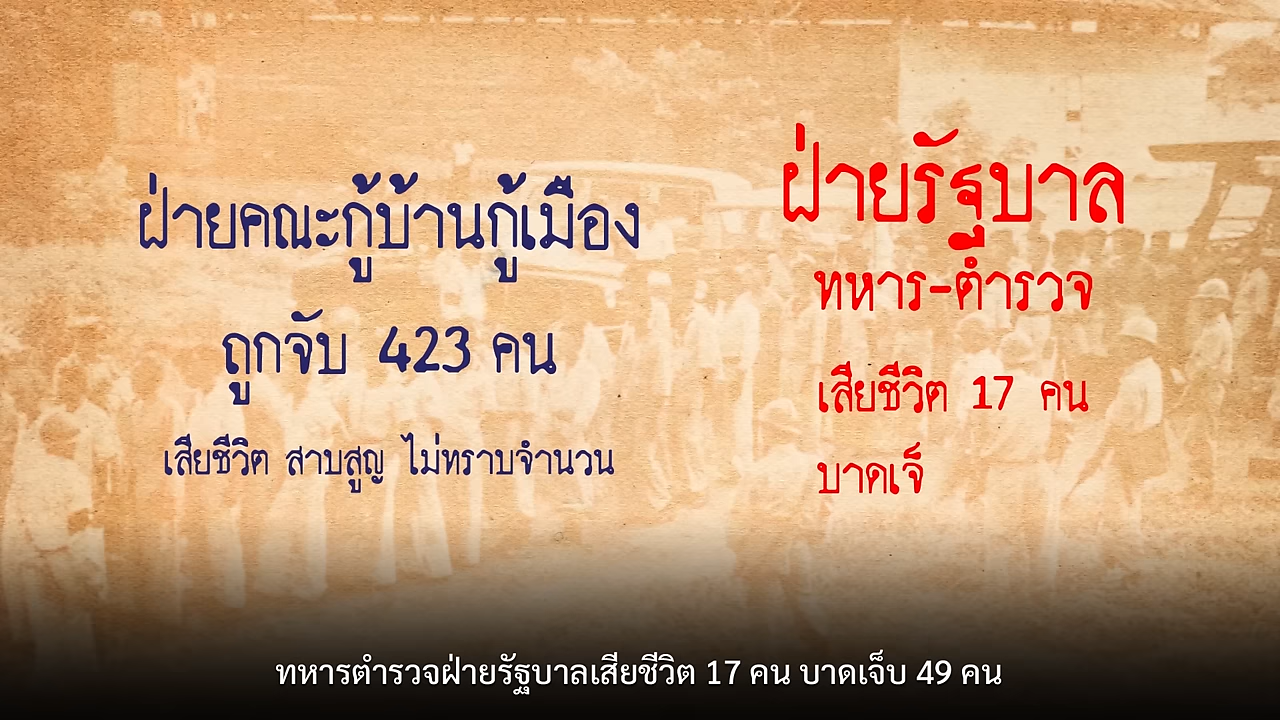 ฝ่ายคณะกู้บ้านกู้เมือง
ถูกจับ 423 คน
เสียชีวิต สาบสูญ ไม่ทราบจำนวน
ฝ่ายรัฐบาล
ทหาร-ตำรวจ
เสียชีวิต 17 คน
บาดเจ็
ทหารตำรวจฝ่ายรัฐบาลเสียชีวิต 17 คน บาดเจ็บ 49 คน